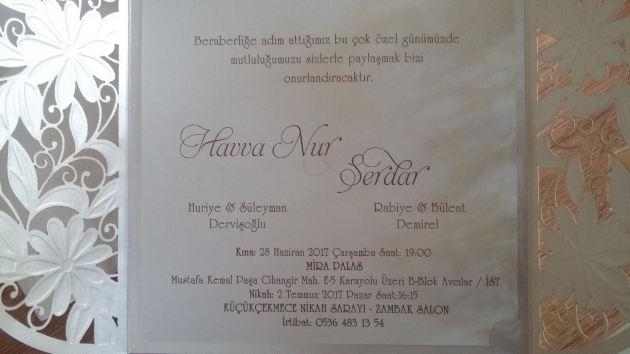 Beraberliğe adım attığımız bu çok özel günümüzde
mutluluğumuzu sizlerle paylaşmak bizi
onurlandıracaktır.
Havva Nur
&
Serdar
Huriye & Süleyman
Dervişoğlu
Rabiye & Bülent
Demirel
Kına: 28 Haziran 2017 Çarşamba Saat: 19:00
MİRA PALAS
Mustafa Kemal Paşa Cihangir Mah. E-5 Karayolu Üzeri B-Blok Avcılar / İST.
Nikah: 2 Temmuz 2017 Pazar Saat:16:15
KÜÇÜKÇEKMECE NİKAH SARAYI - ZAMBAK SALON
İrtibat: 0536 483 13 54